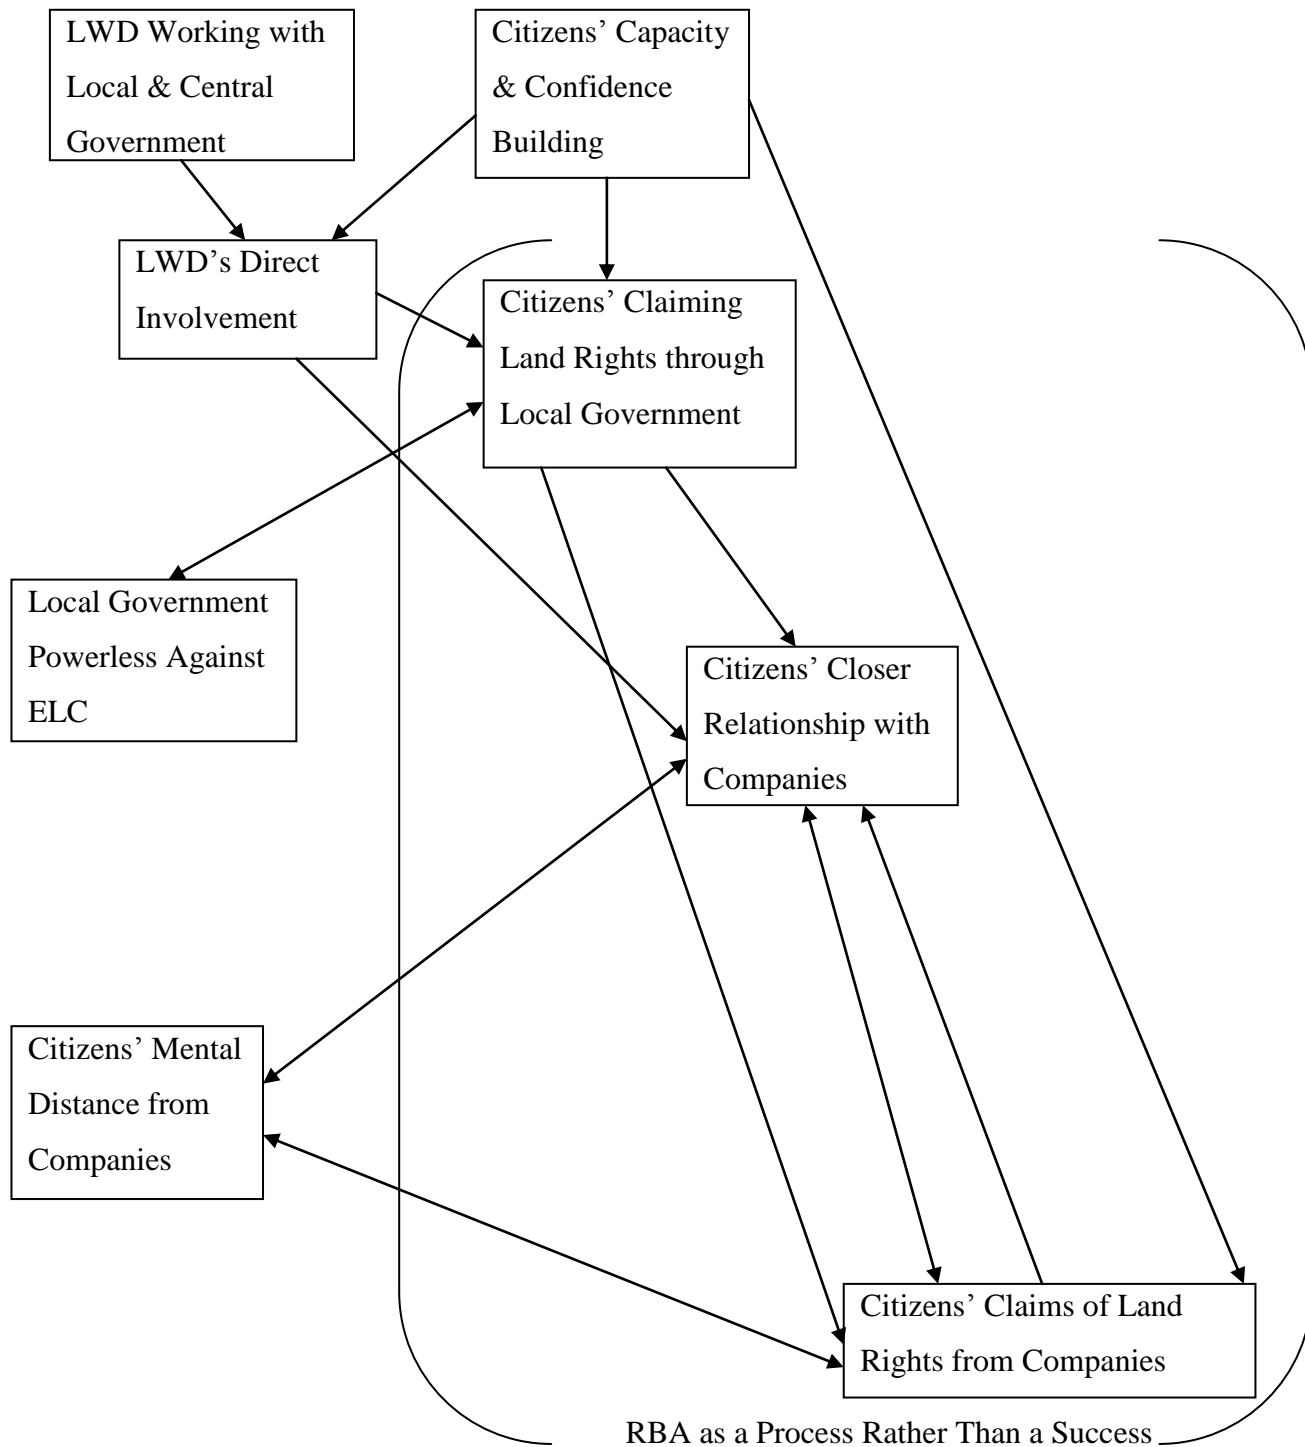 LWD Working with
Local & Central
Government
Citizens’ Capacity
& Confidence
Building
LWD’s Direct
Involvement
Citizens’ Claiming
Land Rights through
Local Government
Local Government
Powerless Against
ELC
Citizens’ Closer
Relationship with
Companies
Citizens’ Mental
Distance from
Companies
Citizens’ Claims of Land
Rights from Companies
RBA as a Process Rather Than a Success